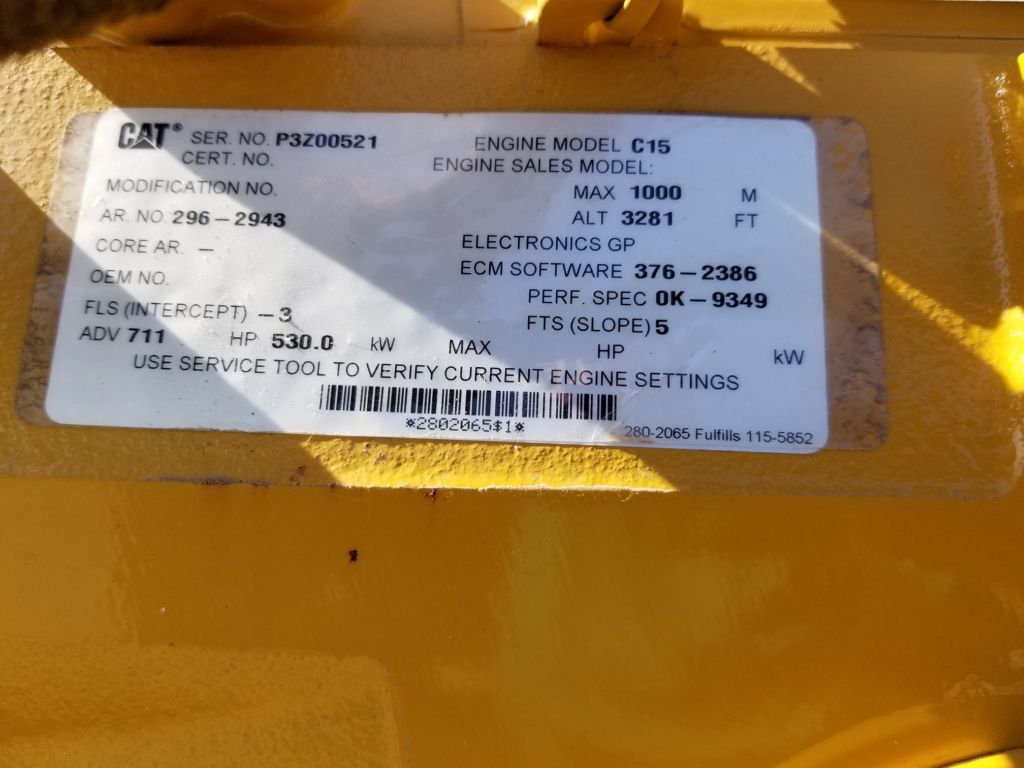 CAT® SER. NO. P3Z00521 ENGINE MODEL C15
CERT. NO. ENGINE SALES MODEL:
MODIFICATION NO. MAX 1000 M
AR. NO. 296-2943 ALT 3281 FT
CORE AR. - ELECTRONICS GP
OEM NO. ECM SOFTWARE 376-2386
PERF. SPEC 0K-9349
FLS (INTERCEPT) -3 FTS (SLOPE) 5
ADV 711 HP 530.0 kW MAX HP kW
USE SERVICE TOOL TO VERIFY CURRENT ENGINE SETTINGS
*2802065$1*
280-2065 Fulfills 115-5852